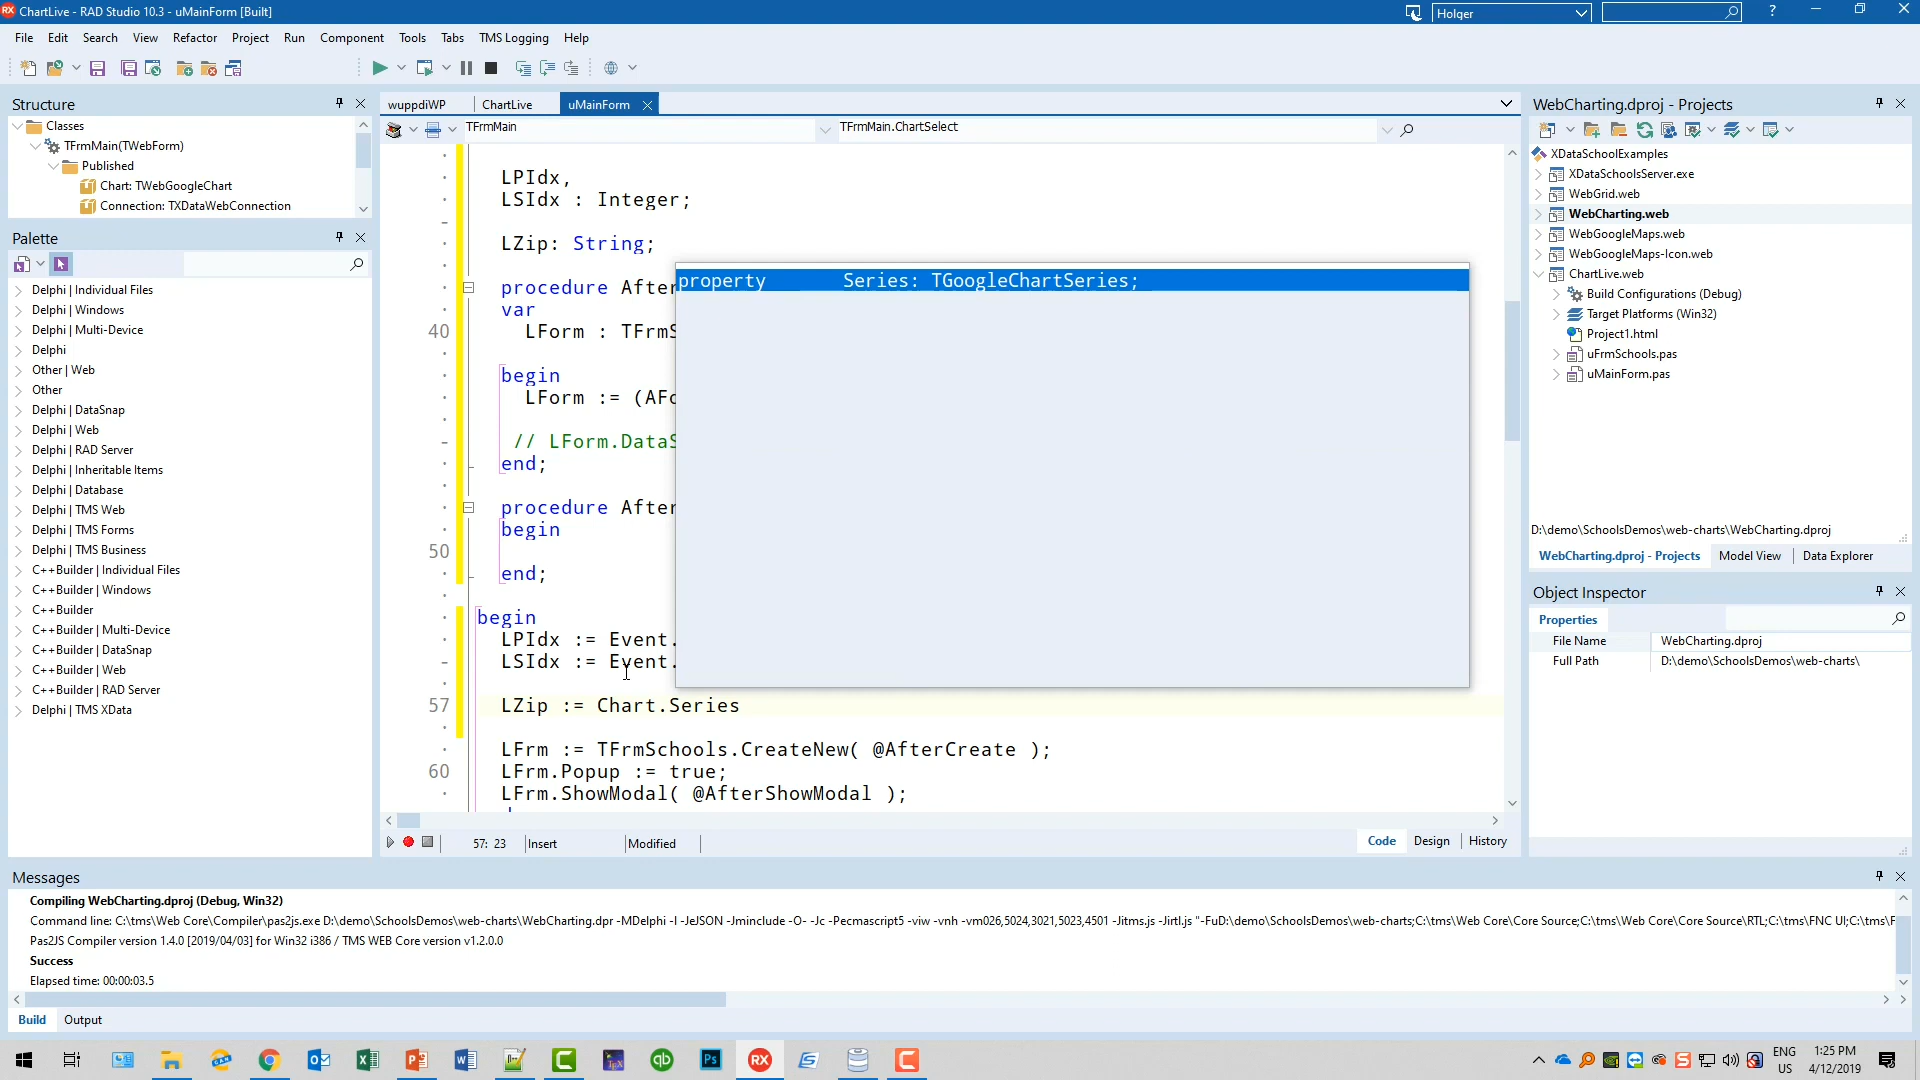 RX ChartLive - RAD Studio 10.3 - uMainForm [Built]
Holger
?
File Edit Search View Refactor Project Run Component Tools Tabs TMS Logging Help
Structure
Classes
TFrmMain(TWebForm)
Published
Chart: TWebGoogleChart
Connection: TXDataWebConnection
Palette
Delphi | Individual Files
Delphi | Windows
Delphi | Multi-Device
Delphi
Other | Web
Other
Delphi | DataSnap
Delphi | Web
Delphi | RAD Server
Delphi | Inheritable Items
Delphi | Database
Delphi | TMS Web
Delphi | TMS Forms
Delphi | TMS Business
C++Builder | Individual Files
C++Builder | Windows
C++Builder
C++Builder | Multi-Device
C++Builder | DataSnap
C++Builder | Web
C++Builder | RAD Server
Delphi | TMS XData
wuppdiWP ChartLive uMainForm
TFrmMain TFrmMain.ChartSelect
LPIdx,
LSIdx : Integer;
LZip: String;
property Series: TGoogleChartSeries;
procedure After
var
40 LForm : TFrmS
begin
LForm := (AFo
// LForm.DataS
end;
procedure After
begin
50
end;
begin
LPIdx := Event.
LSIdx := Event.
57 LZip := Chart.Series
LFrm := TFrmSchools.CreateNew( @AfterCreate );
60 LFrm.Popup := true;
LFrm.ShowModal( @AfterShowModal );
57: 23 Insert Modified
Code Design History
WebCharting.dproj - Projects
XDataSchoolExamples
XDataSchoolsServer.exe
WebGrid.web
WebCharting.web
WebGoogleMaps.web
WebGoogleMaps-Icon.web
ChartLive.web
Build Configurations (Debug)
Target Platforms (Win32)
Project1.html
uFrmSchools.pas
uMainForm.pas
D:\demo\SchoolsDemos\web-charts\WebCharting.dproj
WebCharting.dproj - Projects Model View Data Explorer
Object Inspector
Properties
File Name WebCharting.dproj
Full Path D:\demo\SchoolsDemos\web-charts\
Messages
Compiling WebCharting.dproj (Debug, Win32)
Command line: C:\tms\Web Core\Compiler\pas2js.exe D:\demo\SchoolsDemos\web-charts\WebCharting.dpr -MDelphi -l -JeJSON -Jminclude -O- -Jc -Pecmascript5 -viw -vnh -vm026,5024,3021,5023,4501 -Jitms.js -Jirtl.js "-FuD:\demo\SchoolsDemos\web-charts;C:\tms\Web Core\Core Source;C:\tms\Web Core\Core Source\RTL;C:\tms\FNC UI;C:\tms\F
Pas2JS Compiler version 1.4.0 [2019/04/03] for Win32 i386 / TMS WEB Core version v1.2.0.0
Success
Elapsed time: 00:00:03.5
Build Output
ENG
US
1:25 PM
4/12/2019